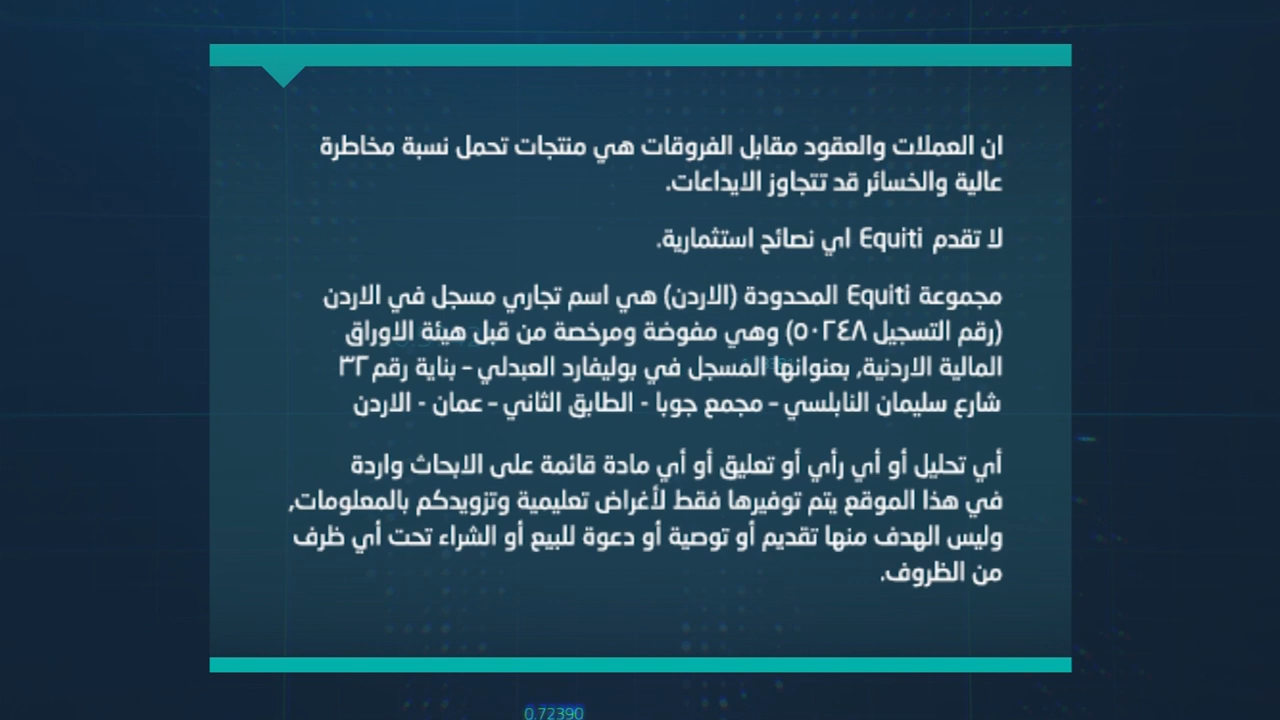 ان العملات والعقود مقابل الفروقات هي منتجات تحمل نسبة مخاطرة
عالية والخسائر قد تتجاوز الايداعات.
لا تقدم Equiti اي نصائح استثمارية.
مجموعة Equiti المحدودة (الاردن) هي اسم تجاري مسجل في الاردن
(رقم التسجيل ٥٠٢٤٨) وهي مفوضة ومرخصة من قبل هيئة الاوراق
المالية الاردنية, بعنوانها المسجل في بوليفارد العبدلي – بناية رقم ٣٢
شارع سليمان النابلسي – مجمع جوبا - الطابق الثاني – عمان - الاردن
أي تحليل أو أي رأي أو تعليق أو أي مادة قائمة على الابحاث واردة
في هذا الموقع يتم توفيرها فقط لأغراض تعليمية وتزويدكم بالمعلومات,
وليس الهدف منها تقديم أو توصية أو دعوة للبيع أو الشراء تحت أي ظرف
من الظروف.
0.72390